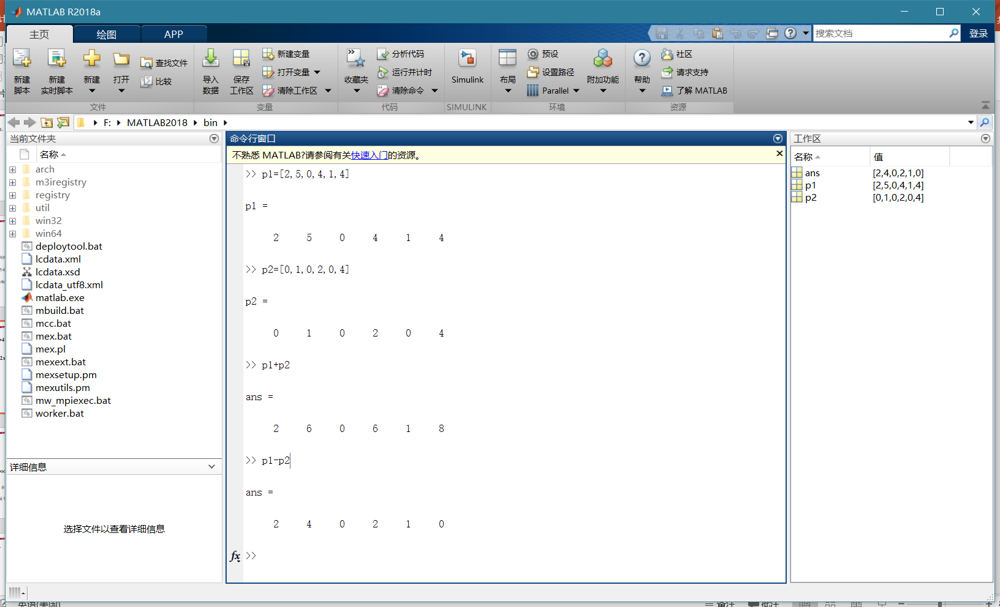 MATLAB R2018a
主页 绘图 APP
搜索文档 登录
新建脚本 新建实时脚本 新建 打开 查找文件 比较
导入数据 保存工作区 新建变量 打开变量 清除工作区
收藏夹 分析代码 运行并计时 清除命令
Simulink
布局 预设 设置路径 Parallel 附加功能
帮助 社区 请求支持 了解 MATLAB
文件 变量 代码 SIMULINK 环境 资源
F: MATLAB2018 bin
当前文件夹
名称
arch
m3iregistry
registry
util
win32
win64
deploytool.bat
lcdata.xml
lcdata.xsd
lcdata_utf8.xml
matlab.exe
mbuild.bat
mcc.bat
mex.bat
mex.pl
mexext.bat
mexsetup.pm
mexutils.pm
mw_mpiexec.bat
worker.bat
详细信息
选择文件以查看详细信息
命令行窗口
不熟悉 MATLAB?请参阅有关快速入门的资源。
>> p1=[2,5,0,4,1,4]
p1 =
2 5 0 4 1 4
>> p2=[0,1,0,2,0,4]
p2 =
0 1 0 2 0 4
>> p1+p2
ans =
2 6 0 6 1 8
>> p1-p2
ans =
2 4 0 2 1 0
fx >>
工作区
名称 值
ans [2,4,0,2,1,0]
p1 [2,5,0,4,1,4]
p2 [0,1,0,2,0,4]
英语(美国) 备注 批注